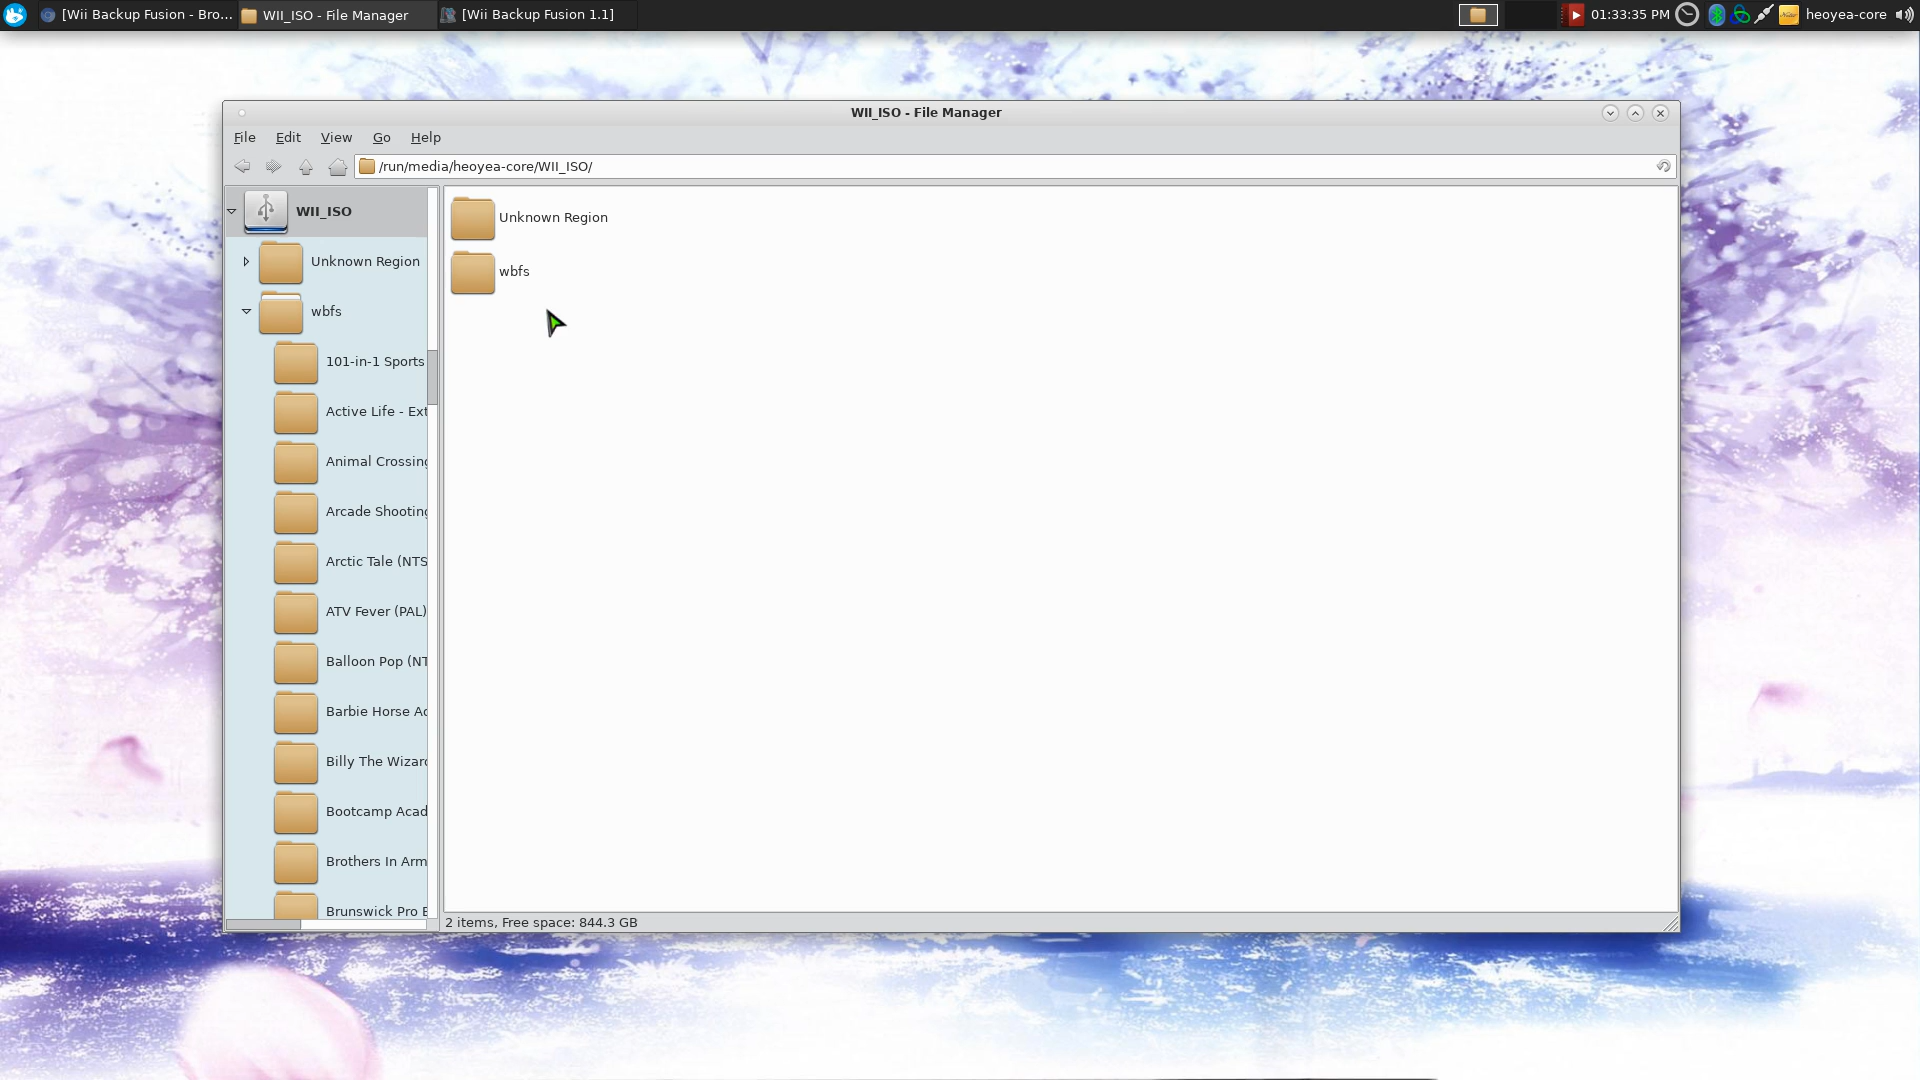 [Wii Backup Fusion - Bro...
WII_ISO - File Manager
[Wii Backup Fusion 1.1]
01:33:35 PM
heoyea-core
WII_ISO - File Manager
File Edit View Go Help
/run/media/heoyea-core/WII_ISO/
WII_ISO
Unknown Region
wbfs
101-in-1 Sports
Active Life - Ext
Animal Crossing
Arcade Shooting
Arctic Tale (NTS
ATV Fever (PAL)
Balloon Pop (NT
Barbie Horse Ad
Billy The Wizard
Bootcamp Acad
Brothers In Arm
Brunswick Pro B
Unknown Region
wbfs
2 items, Free space: 844.3 GB